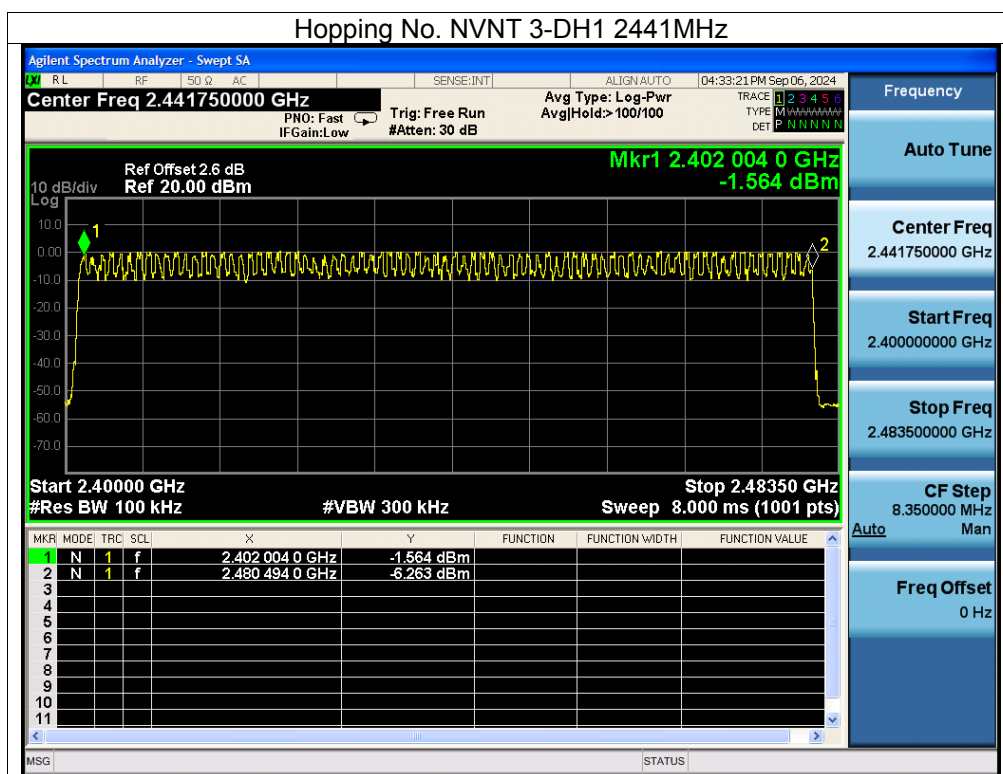 Hopping No. NVNT 3-DH1 2441MHz
Agilent Spectrum Analyzer - Swept SA
LXI RL RF 50 Ω AC SENSE:INT ALIGN AUTO 04:33:21 PM Sep 06, 2024
Center Freq 2.441750000 GHz
PNO: Fast
IFGain:Low
Trig: Free Run
#Atten: 30 dB
Avg Type: Log-Pwr
Avg|Hold:>100/100
TRACE 1 2 3 4 5 6
TYPE M
DET P N N N N N
Mkr1 2.402 004 0 GHz
-1.564 dBm
Ref Offset 2.6 dB
10 dB/div Ref 20.00 dBm
Log
10.0
0.00
-10.0
-20.0
-30.0
-40.0
-50.0
-60.0
-70.0
1
2
Start 2.40000 GHz Stop 2.48350 GHz
#Res BW 100 kHz #VBW 300 kHz Sweep 8.000 ms (1001 pts)
MKR MODE TRC SCL X Y FUNCTION FUNCTION WIDTH FUNCTION VALUE
1 N 1 f 2.402 004 0 GHz -1.564 dBm
2 N 1 f 2.480 494 0 GHz -6.263 dBm
3
4
5
6
7
8
9
10
11
MSG STATUS
Frequency
Auto Tune
Center Freq
2.441750000 GHz
Start Freq
2.400000000 GHz
Stop Freq
2.483500000 GHz
CF Step
8.350000 MHz
Auto Man
Freq Offset
0 Hz